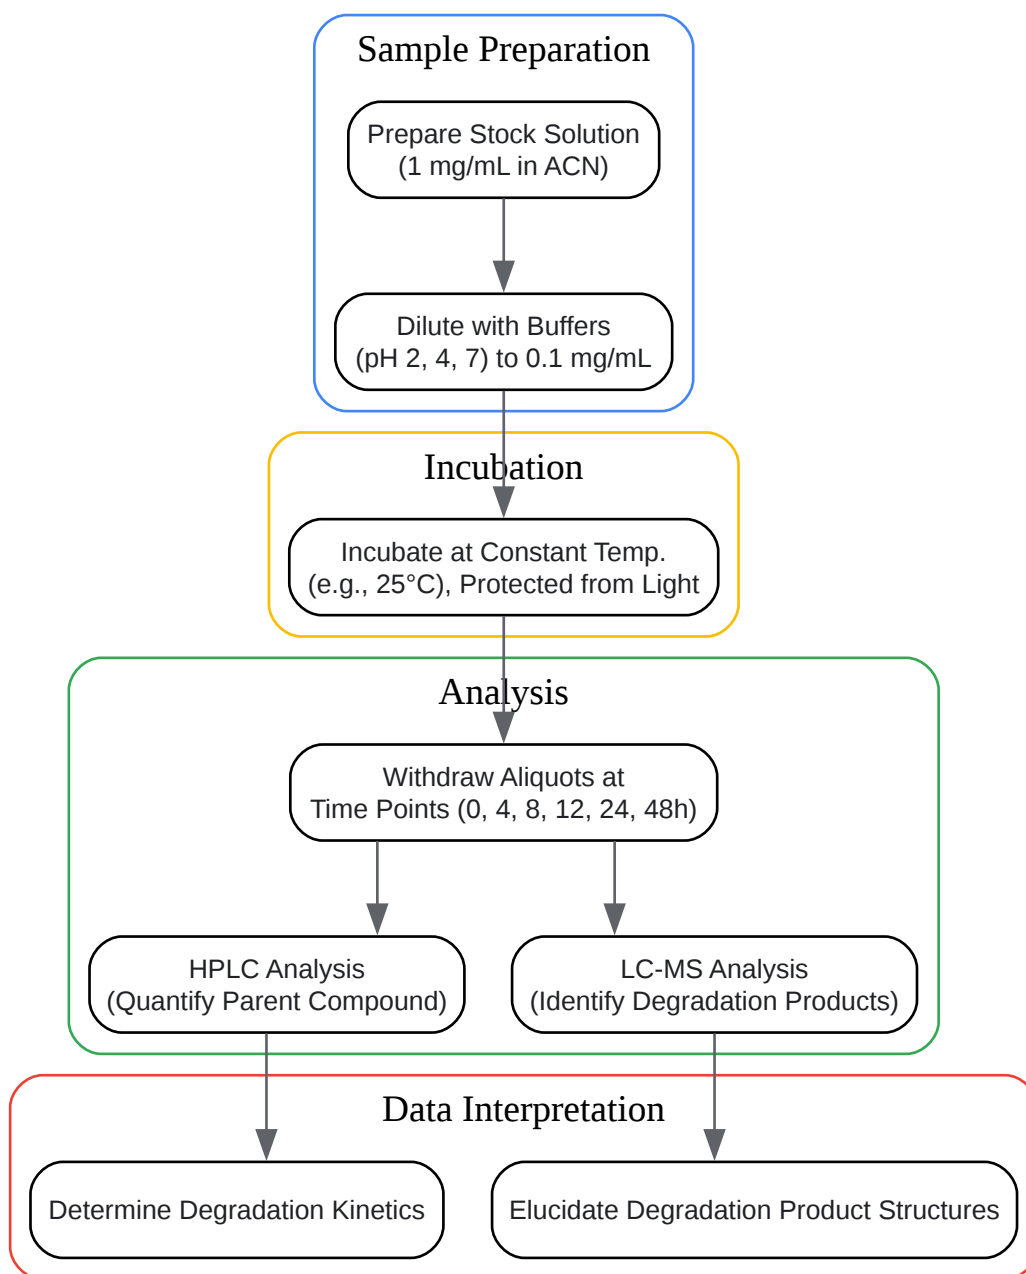 Sample Preparation
Prepare Stock Solution
(1 mg/mL in ACN)
Dilute with Buffers
(pH 2, 4, 7) to 0.1 mg/mL
Incubation
Incubate at Constant Temp.
(e.g., 25°C), Protected from Light
Analysis
Withdraw Aliquots at
Time Points (0, 4, 8, 12, 24, 48h)
HPLC Analysis
(Quantify Parent Compound)
LC-MS Analysis
(Identify Degradation Products)
Data Interpretation
Determine Degradation Kinetics
Elucidate Degradation Product Structures